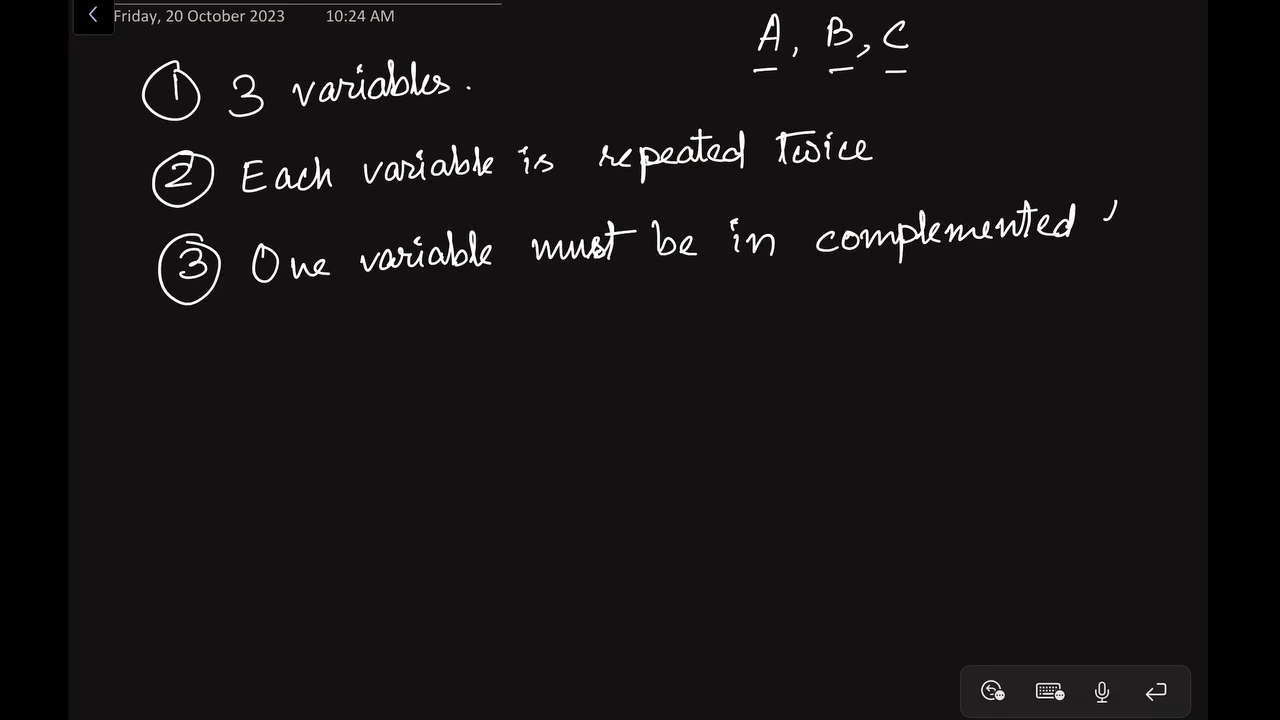 Friday, 20 October 2023 10:24 AM
A, B, C
① 3 variables.
② Each variable is repeated Twice
③ One variable must be in complemented